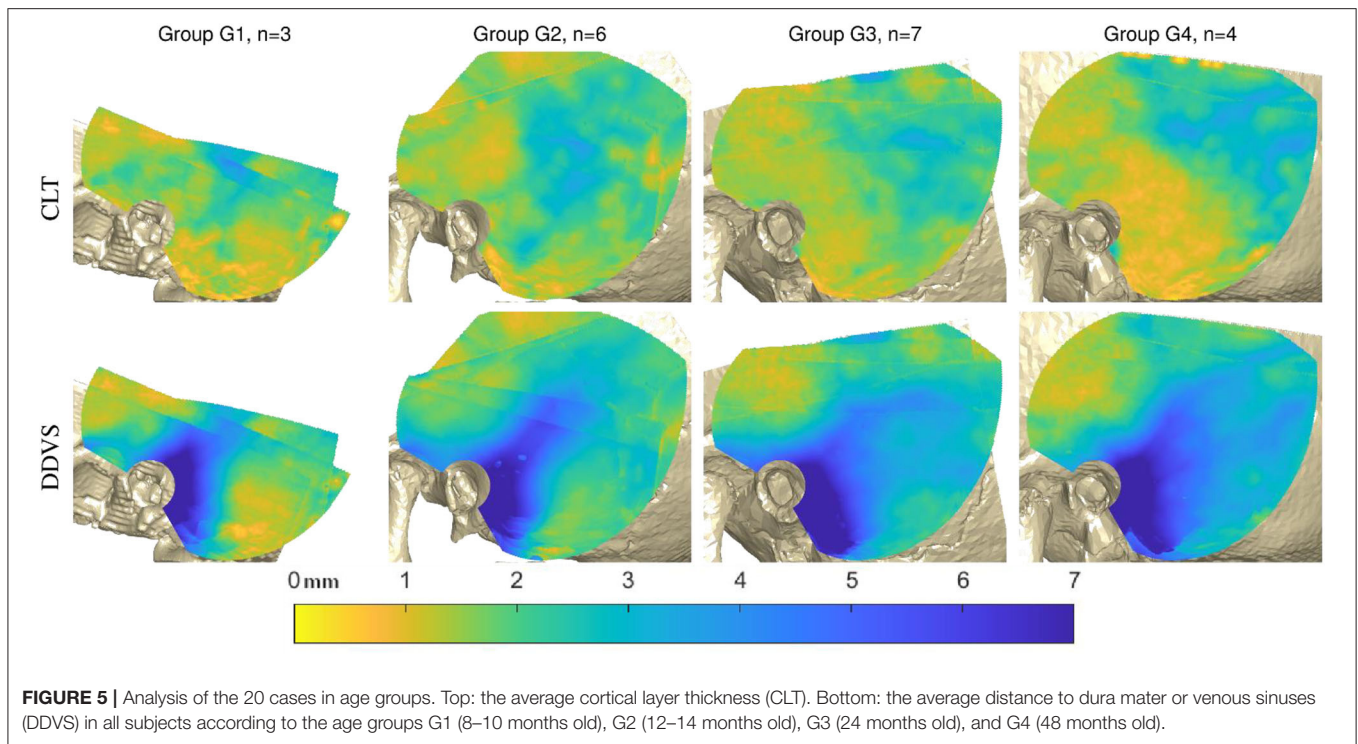 Group G1, n=3
Group G2, n=6
Group G3, n=7
Group G4, n=4
CLT
DDVS
0 mm 1 2 3 4 5 6 7
FIGURE 5 | Analysis of the 20 cases in age groups. Top: the average cortical layer thickness (CLT). Bottom: the average distance to dura mater or venous sinuses
(DDVS) in all subjects according to the age groups G1 (8–10 months old), G2 (12–14 months old), G3 (24 months old), and G4 (48 months old).